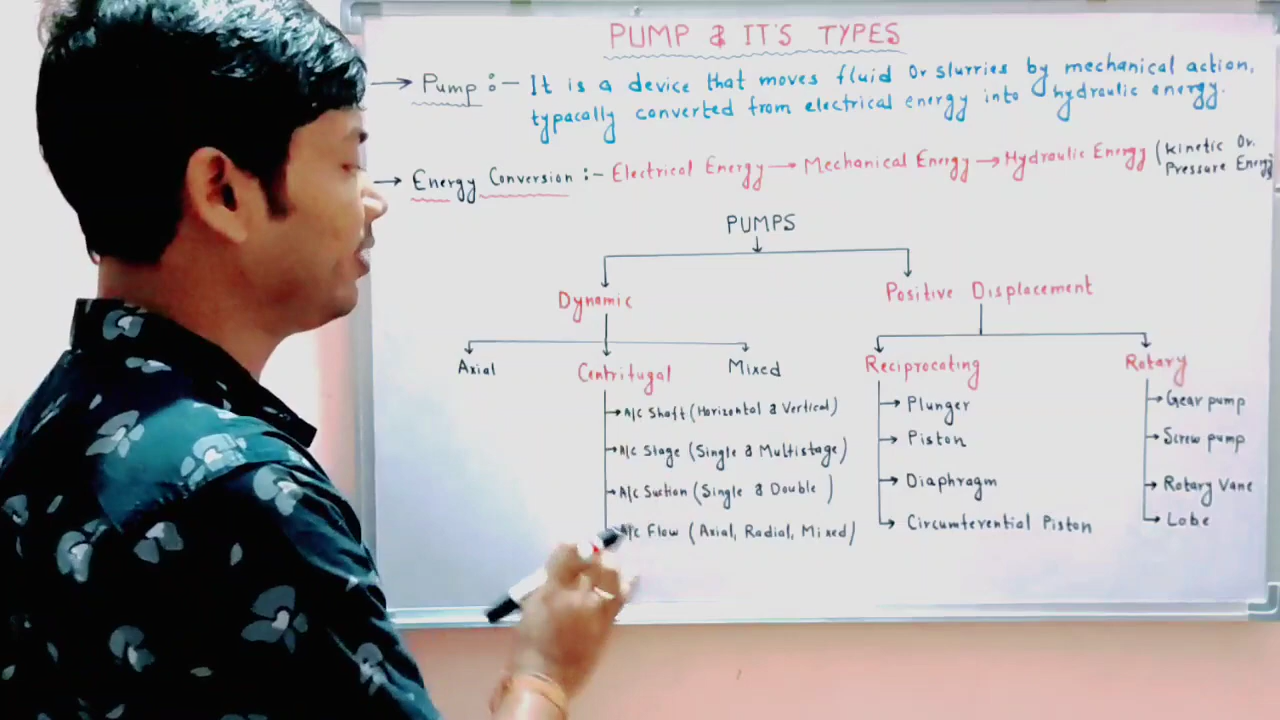 PUMP & IT'S TYPES
→ Pump :- It is a device that moves fluid Or slurries by mechanical action,
typacally converted from electrical energy into hydraulic energy.
→ Energy Conversion :- Electrical Energy → Mechanical Energy → Hydraulic Energy (Kinetic Or
Pressure Energy
PUMPS
Dynamic
Positive Displacement
Axial
Centrifugal
Mixed
Reciprocating
Rotary
A/c Shaft (Horizontal & Vertical)
A/c Stage (Single & Multistage)
A/c Suction (Single & Double )
A/c Flow (Axial, Radial, Mixed)
Plunger
Piston
Diaphragm
Circumferential Piston
Gear pump
Screw pump
Rotary Vane
Lobe